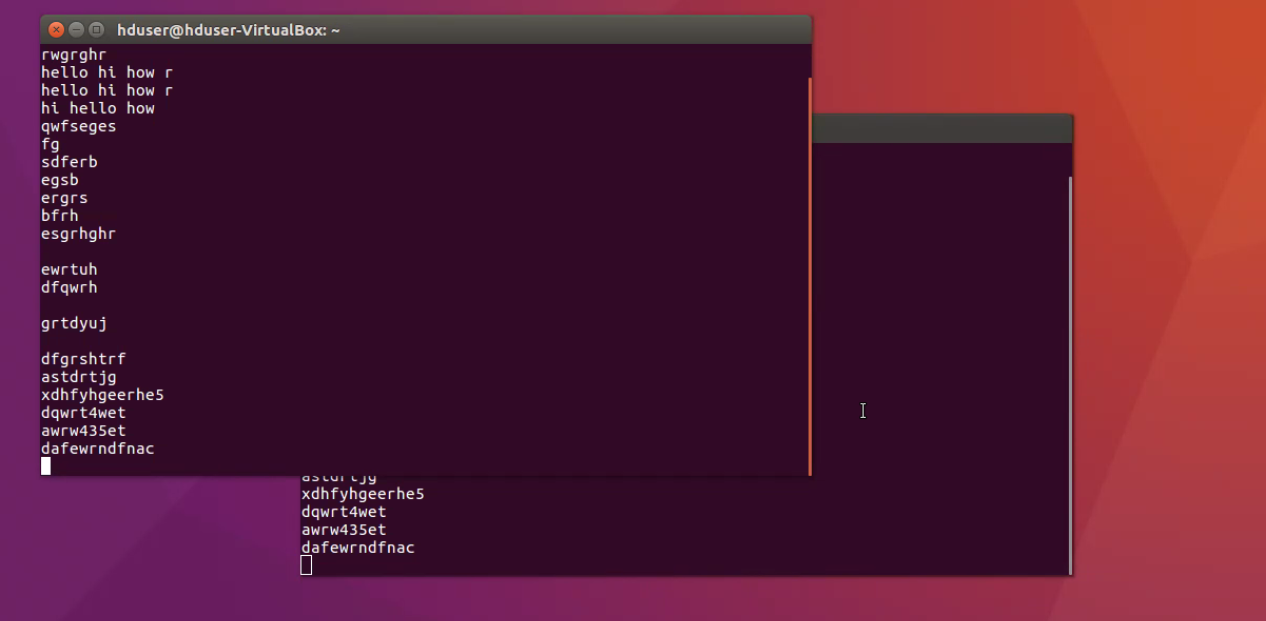 hduser@hduser-VirtualBox: ~
rwgrghr
hello hi how r
hello hi how r
hi hello how
qwfseges
fg
sdferb
egsb
ergrs
bfrh
esgrhghr
ewrtuh
dfqwrh
grtdyuj
dfgrshtrf
astdrtjg
xdhfyhgeerhe5
dqwrt4wet
awrw435et
dafewrndfnac
astdrtjg
xdhfyhgeerhe5
dqwrt4wet
awrw435et
dafewrndfnac